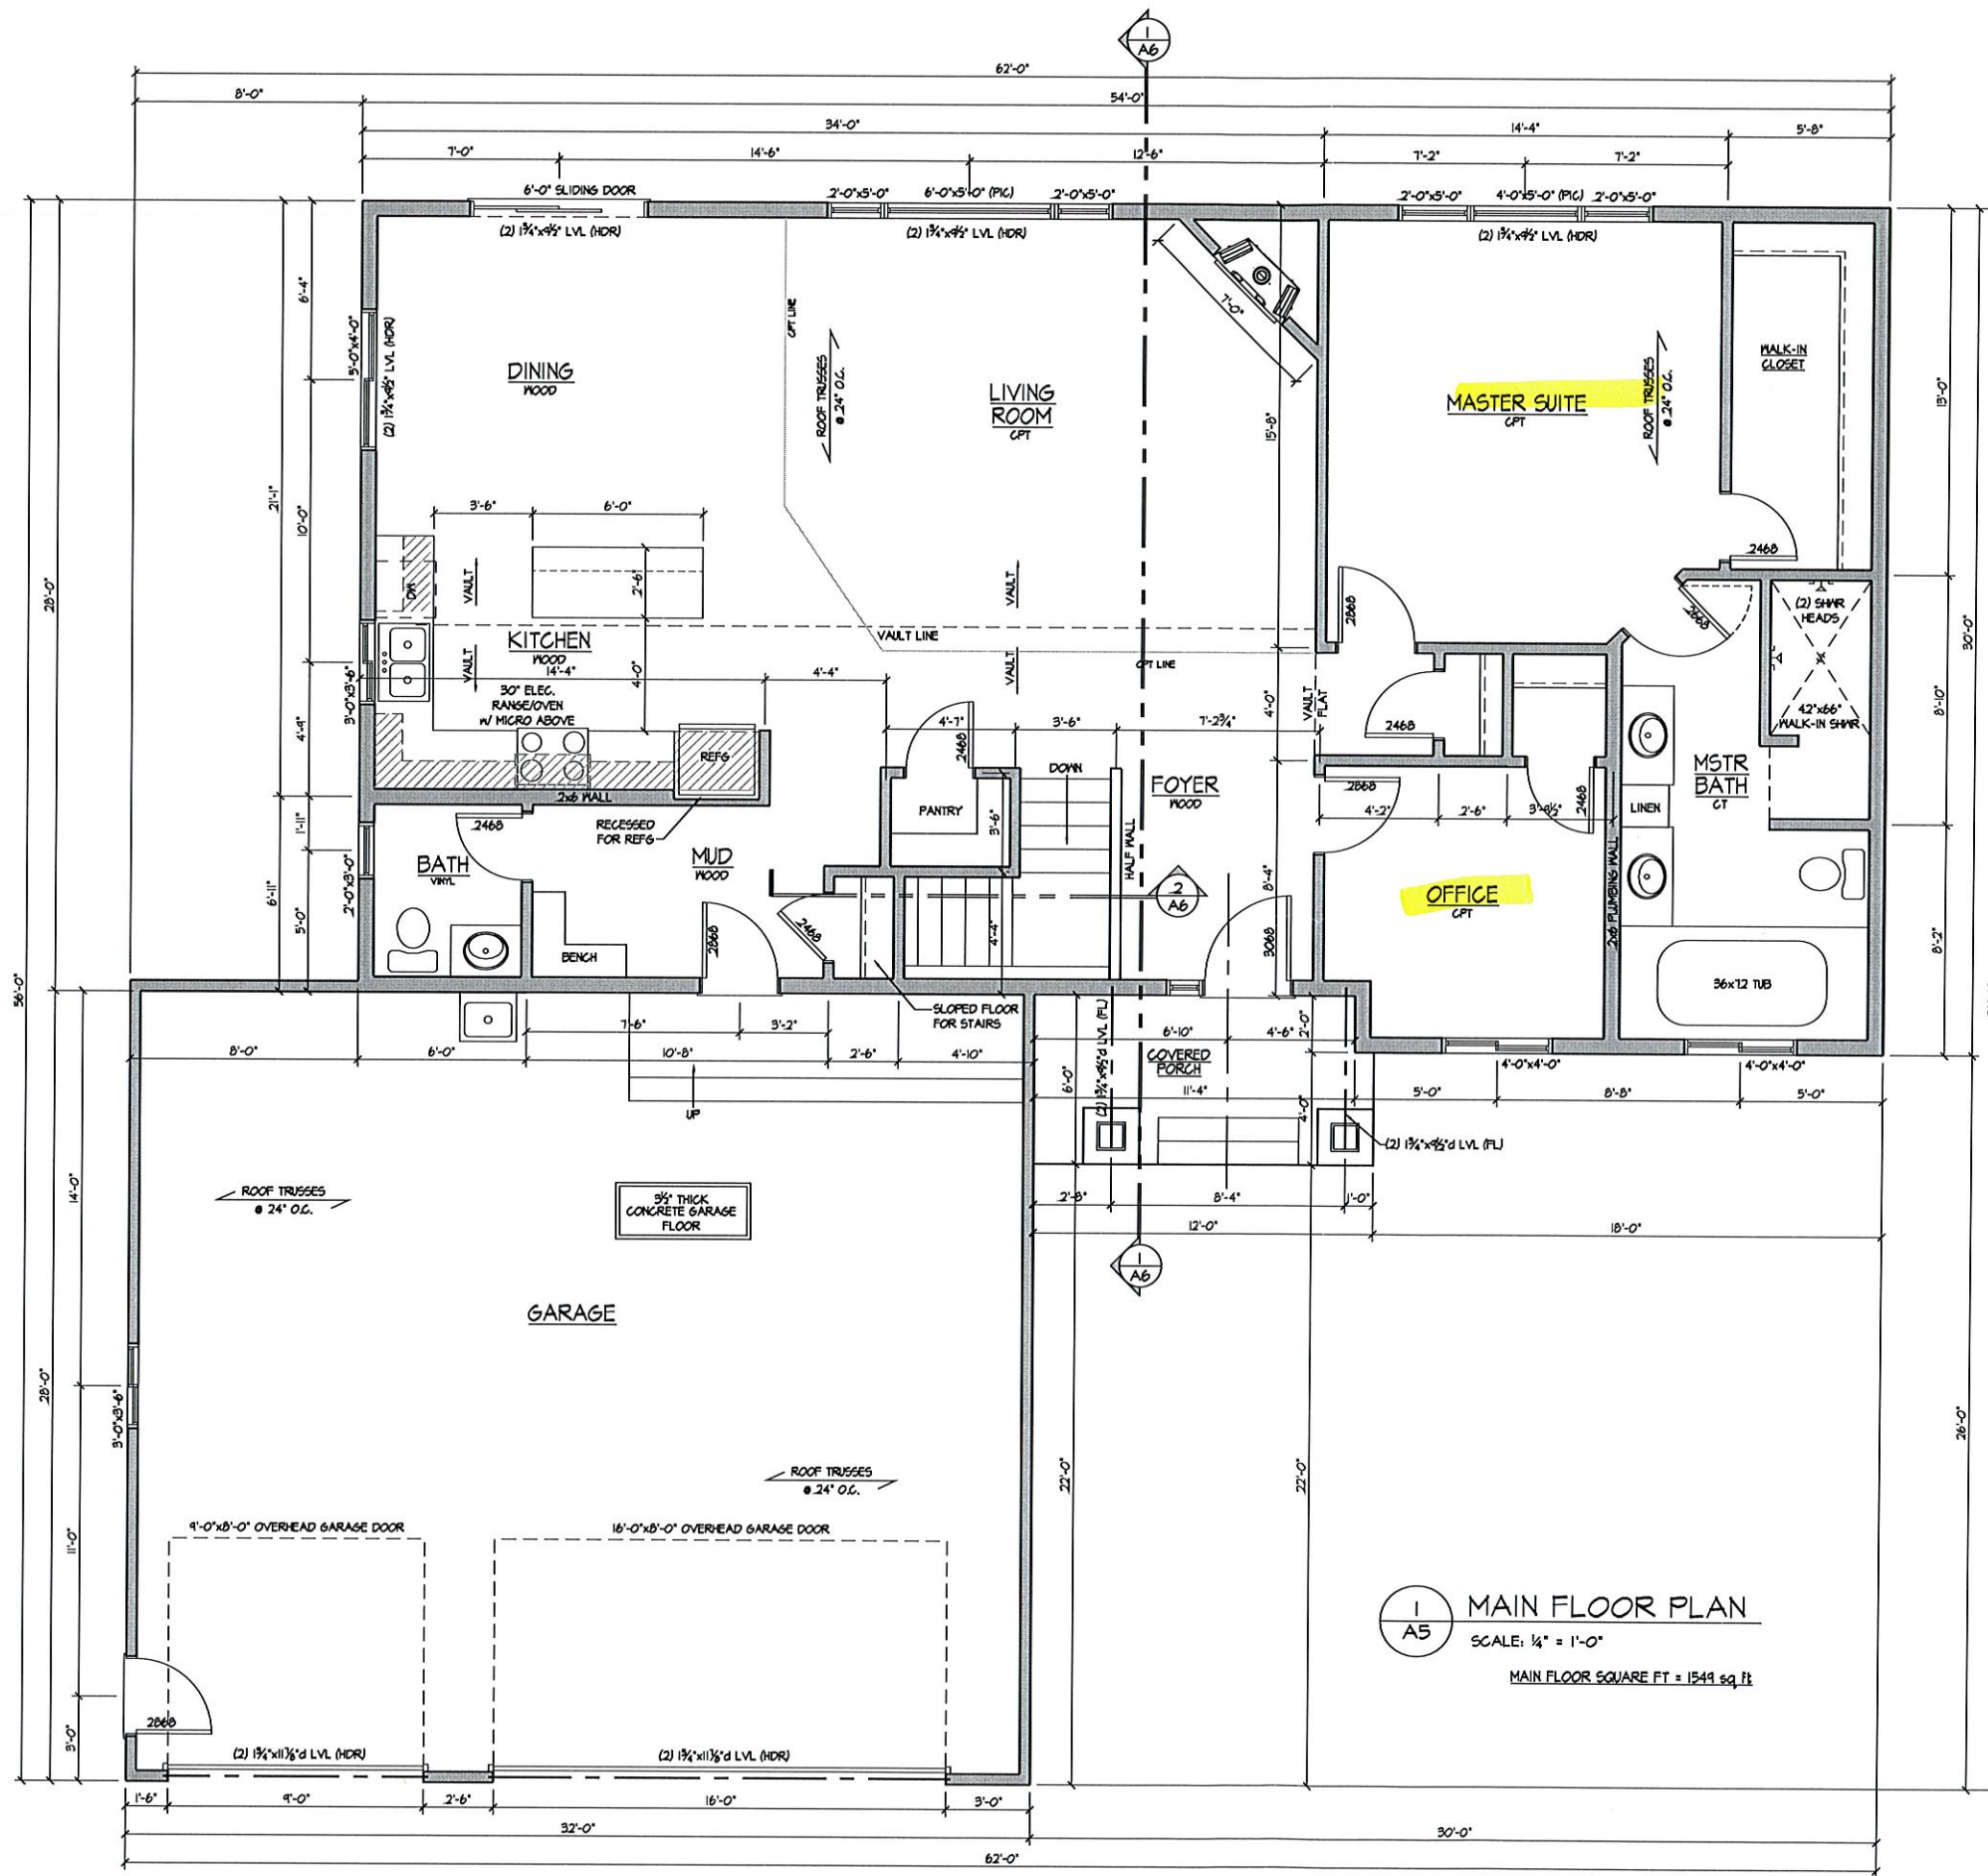 1
A6
62'-0"
8'-0"
54'-0"
34'-0"
14'-4"
5'-8"
7'-0"
14'-6"
12'-6"
7'-2"
7'-2"
6'-0" SLIDING DOOR
2'-0"x5'-0"
6'-0"x5'-0" (PIC)
2'-0"x5'-0"
2'-0"x5'-0"
4'-0"x5'-0" (PIC)
2'-0"x5'-0"
(2) 1¾"x9½" LVL (HDR)
(2) 1¾"x9½" LVL (HDR)
(2) 1¾"x9½" LVL (HDR)
6'-4"
CPT LINE
7'-0"
5'-0"x4'-0"
(2) 1¾"x9½" LVL (HDR)
DINING
WOOD
ROOF TRUSSES
@ 24" O.C.
LIVING
ROOM
CPT
15'-8"
MASTER SUITE
CPT
ROOF TRUSSES
@ 24" O.C.
WALK-IN
CLOSET
13'-0"
21'-1"
10'-0"
3'-6"
6'-0"
2468
28'-0"
DW
VAULT
2'-6"
VAULT
2868
2668
(2) SHWR
HEADS
30'-0"
KITCHEN
WOOD
VAULT LINE
VAULT
14'-4"
4'-0"
4'-4"
VAULT
CPT LINE
3'-0"x3'-6"
30" ELEC.
RANGE/OVEN
W/ MICRO ABOVE
4'-9"
4'-7"
3'-6"
7'-2¾"
4'-0"
VAULT
FLAT
2468
42"x66"
WALK-IN SHWR
8'-10"
REFG
2468
DOWN
FOYER
WOOD
MSTR
BATH
CT
2x6 WALL
PANTRY
3'-6"
2868
4'-2"
2'-6"
3'-9½"
2468
LINEN
1'-11"
2468
RECESSED
FOR REFG
BATH
VINYL
MUD
WOOD
HALF WALL
2'-0"x3'-0"
6'-11"
5'-0"
2
A6
8'-4"
OFFICE
CPT
2x6 PLUMBING WALL
BENCH
2868
2468
4'-4"
3068
8'-2"
36x72 TUB
56'-0"
SLOPED FLOOR
FOR STAIRS
7'-6"
3'-2"
8'-0"
6'-0"
10'-8"
2'-6"
4'-10"
(2) 1¾"x9½"d LVL (FL)
6'-10"
4'-6"
2'-0"
COVERED
PORCH
6'-0"
11'-4"
4'-0"
4'-0"x4'-0"
4'-0"x4'-0"
5'-0"
8'-8"
5'-0"
UP
(2) 1¾"x9½"d LVL (FL)
14'-0"
ROOF TRUSSES
@ 24" O.C.
3½" THICK
CONCRETE GARAGE
FLOOR
2'-8"
8'-4"
1'-0"
12'-0"
18'-0"
1
A6
GARAGE
28'-0"
3'-0"x3'-6"
22'-0"
22'-0"
26'-0"
ROOF TRUSSES
@ 24" O.C.
9'-0"x8'-0" OVERHEAD GARAGE DOOR
16'-0"x8'-0" OVERHEAD GARAGE DOOR
11'-0"
1
A5
MAIN FLOOR PLAN
SCALE: ¼" = 1'-0"
MAIN FLOOR SQUARE FT = 1549 sq ft
2868
3'-0"
(2) 1¾"x11⅞"d LVL (HDR)
(2) 1¾"x11⅞"d LVL (HDR)
1'-6"
9'-0"
2'-6"
16'-0"
3'-0"
32'-0"
30'-0"
62'-0"